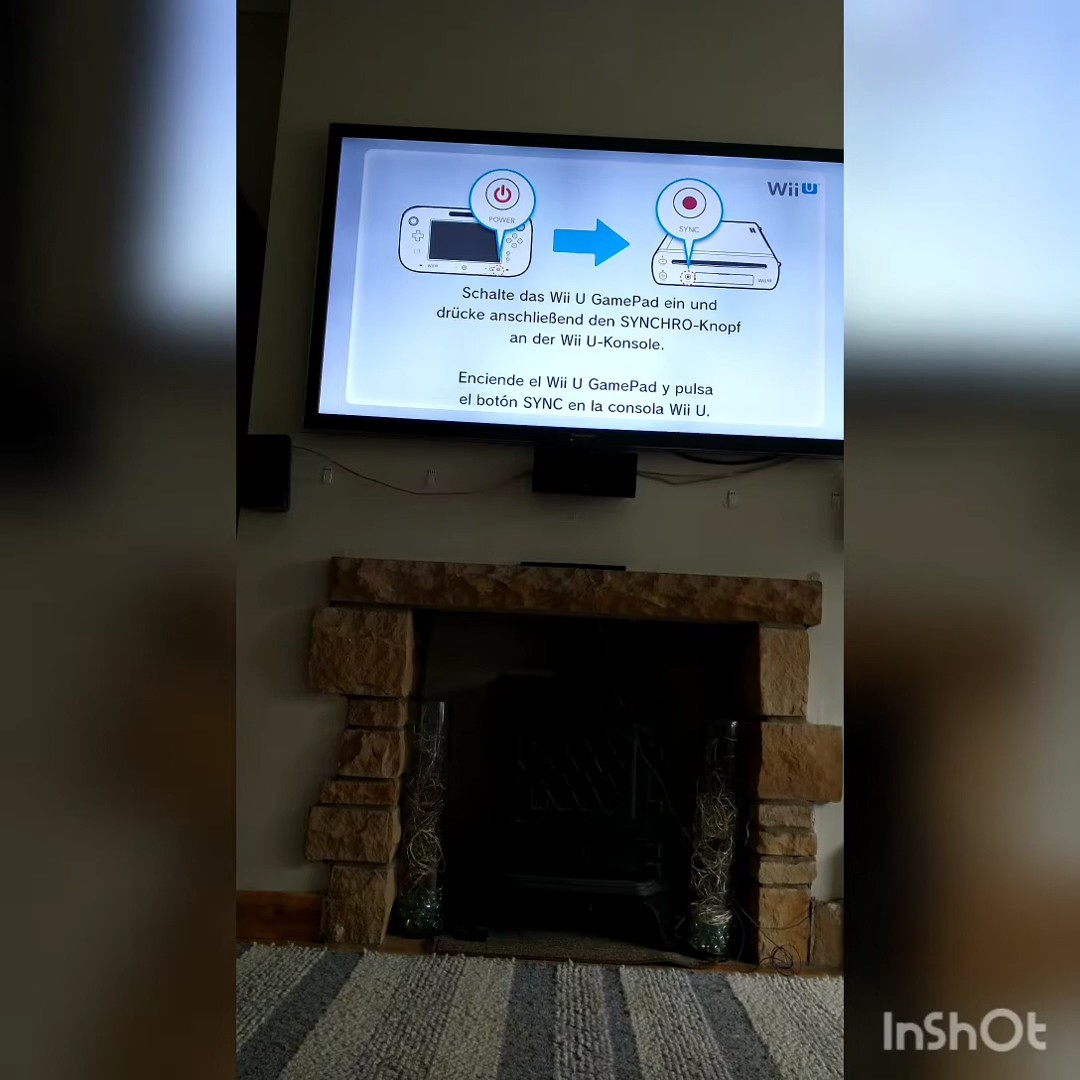 Wii U
POWER
SYNC
Schalte das Wii U GamePad ein und
drücke anschließend den SYNCHRO-Knopf
an der Wii U-Konsole.
Enciende el Wii U GamePad y pulsa
el botón SYNC en la consola Wii U.
InShOt